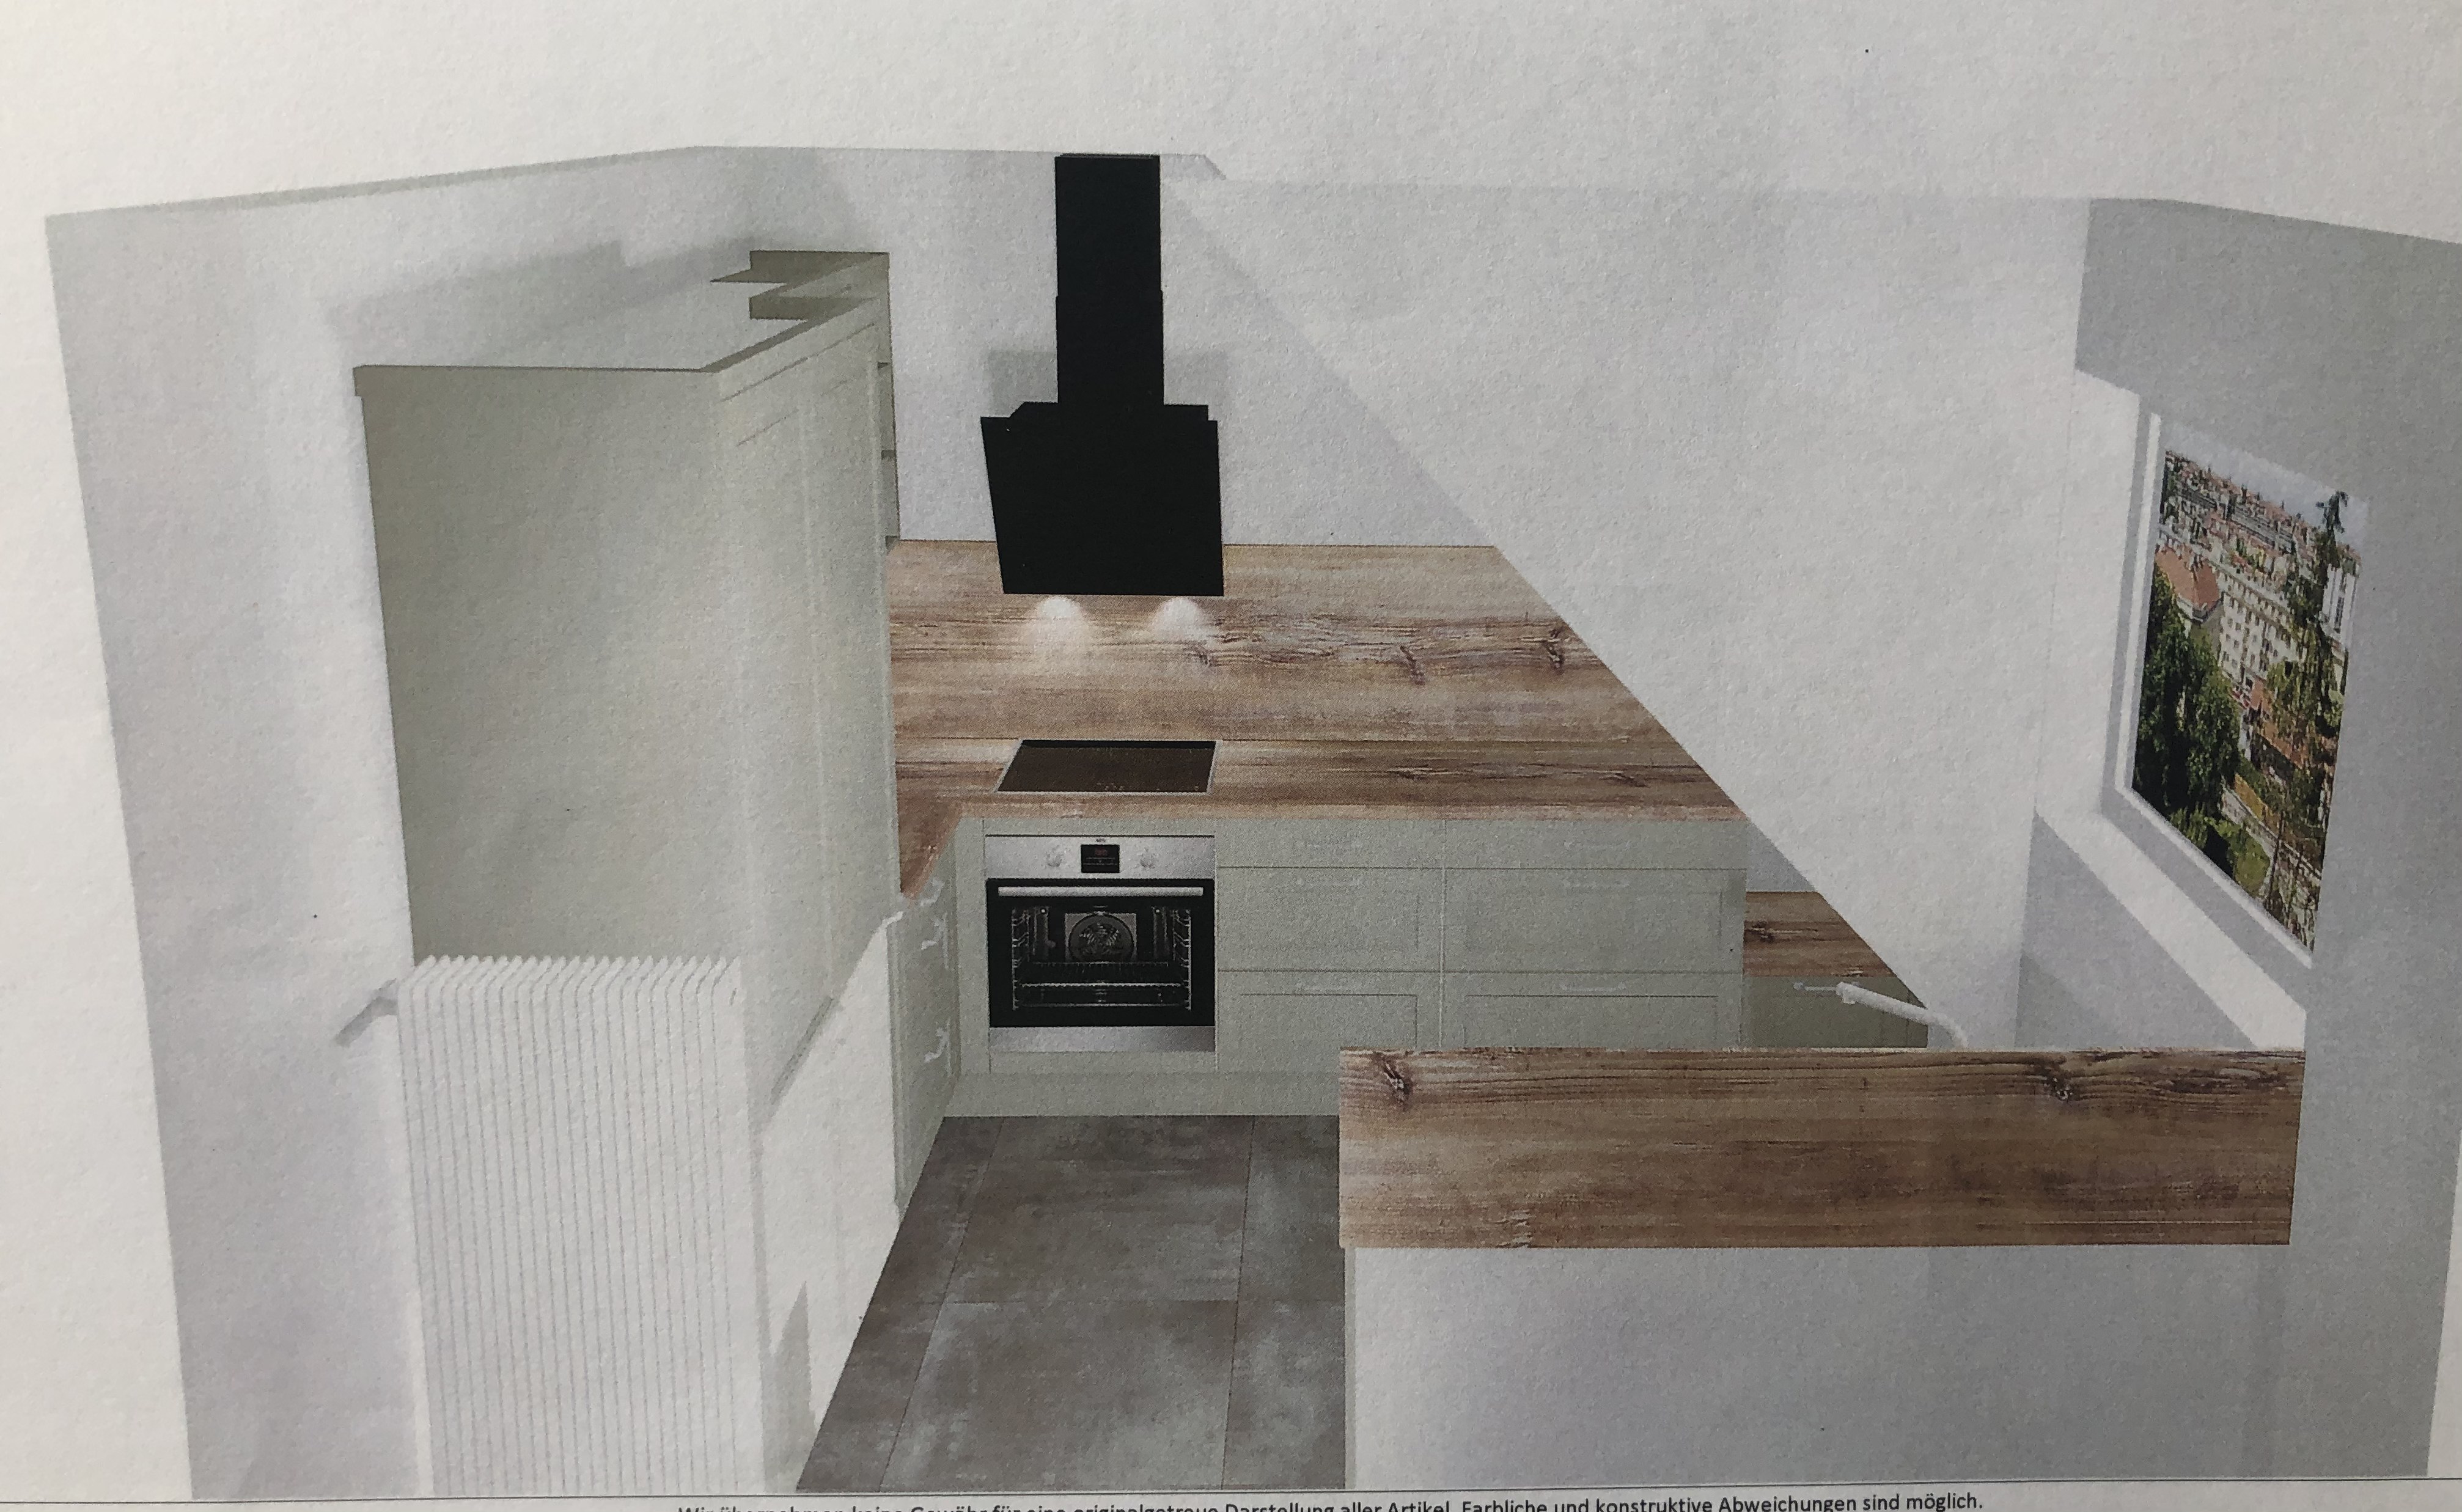 Wir übernehmen keine Gewähr für eine originalgetreue Darstellung aller Artikel. Farbliche und konstruktive Abweichungen sind möglich.